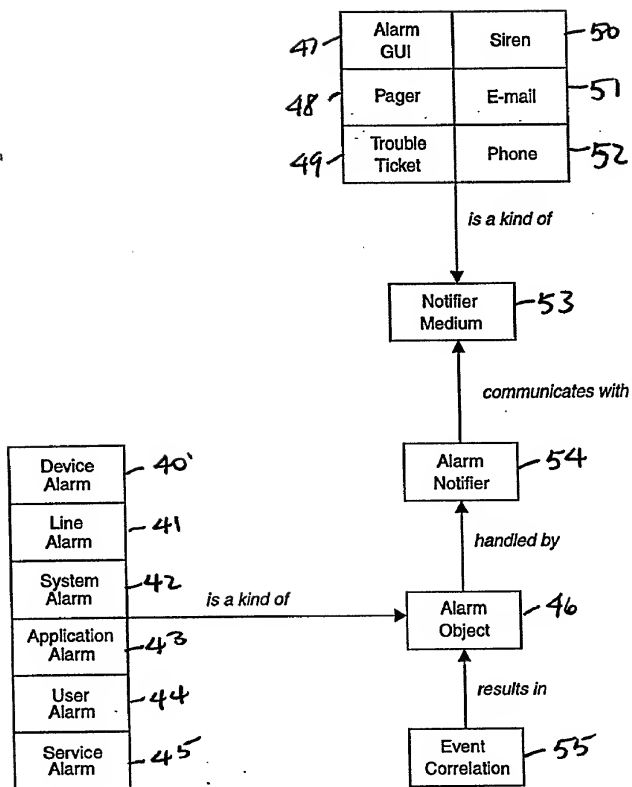 47
Alarm
GUI
Siren
50
48
Pager
E-mail
51
49
Trouble
Ticket
Phone
52
is a kind of
Notifier
Medium
53
communicates with
Alarm
Notifier
54
handled by
Device
Alarm
40
Line
Alarm
41
System
Alarm
42
Application
Alarm
43
User
Alarm
44
Service
Alarm
45
is a kind of
Alarm
Object
46
results in
Event
Correlation
55